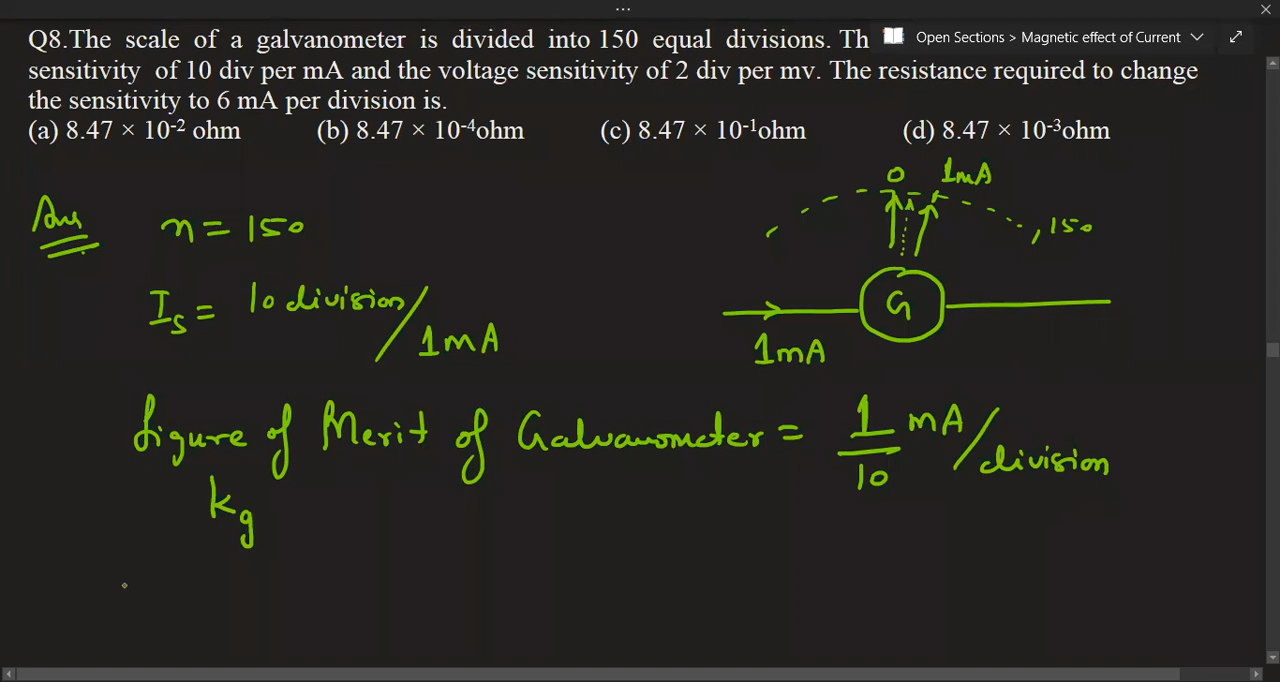 Q8.The scale of a galvanometer is divided into 150 equal divisions. Th
Open Sections > Magnetic effect of Current
sensitivity of 10 div per mA and the voltage sensitivity of 2 div per mv. The resistance required to change
the sensitivity to 6 mA per division is.
(a) 8.47 × 10⁻² ohm (b) 8.47 × 10⁻⁴ohm (c) 8.47 × 10⁻¹ohm (d) 8.47 × 10⁻³ohm
0 1mA
Ans n = 150 , 150
I_s = 10 division / 1mA
G
1mA
figure of Merit of Galvanometer = 1/10 mA/division
k_g